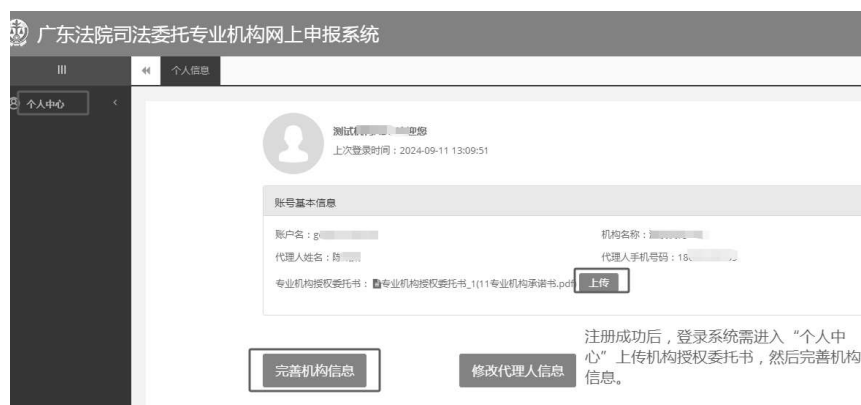 广东法院司法委托专业机构网上申报系统
个人信息
个人中心
测试
上次登录时间：2024-09-11 13:09:51
账号基本信息
账户名：g
机构名称：
代理人姓名：陈
代理人手机号码：18
专业机构授权委托书：专业机构授权委托书_1(11专业机构承诺书.pdf)
上传
注册成功后，登录系统需进入“个人中
心”上传机构授权委托书，然后完善机构
信息。
完善机构信息
修改代理人信息